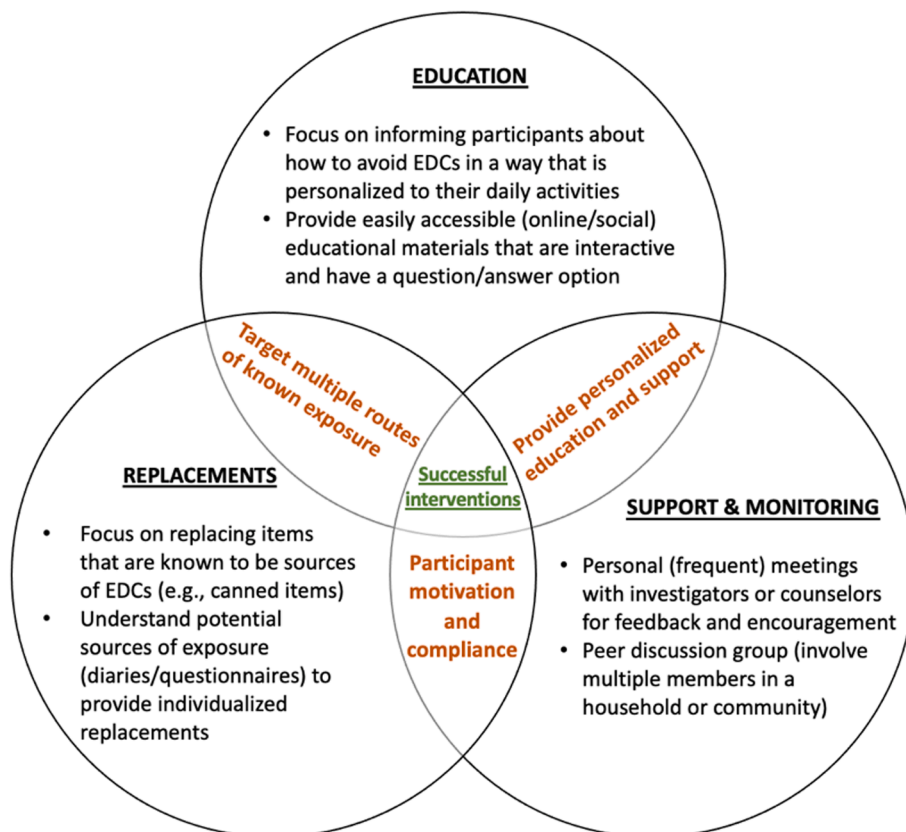 EDUCATION
• Focus on informing participants about
how to avoid EDCs in a way that is
personalized to their daily activities
• Provide easily accessible (online/social)
educational materials that are interactive
and have a question/answer option
Target multiple routes
of known exposure
Provide personalized
education and support
Successful
interventions
REPLACEMENTS
• Focus on replacing items
that are known to be sources
of EDCs (e.g., canned items)
• Understand potential
sources of exposure
(diaries/questionnaires) to
provide individualized
replacements
Participant
motivation
and
compliance
SUPPORT & MONITORING
• Personal (frequent) meetings
with investigators or counselors
for feedback and encouragement
• Peer discussion group (involve
multiple members in a
household or community)